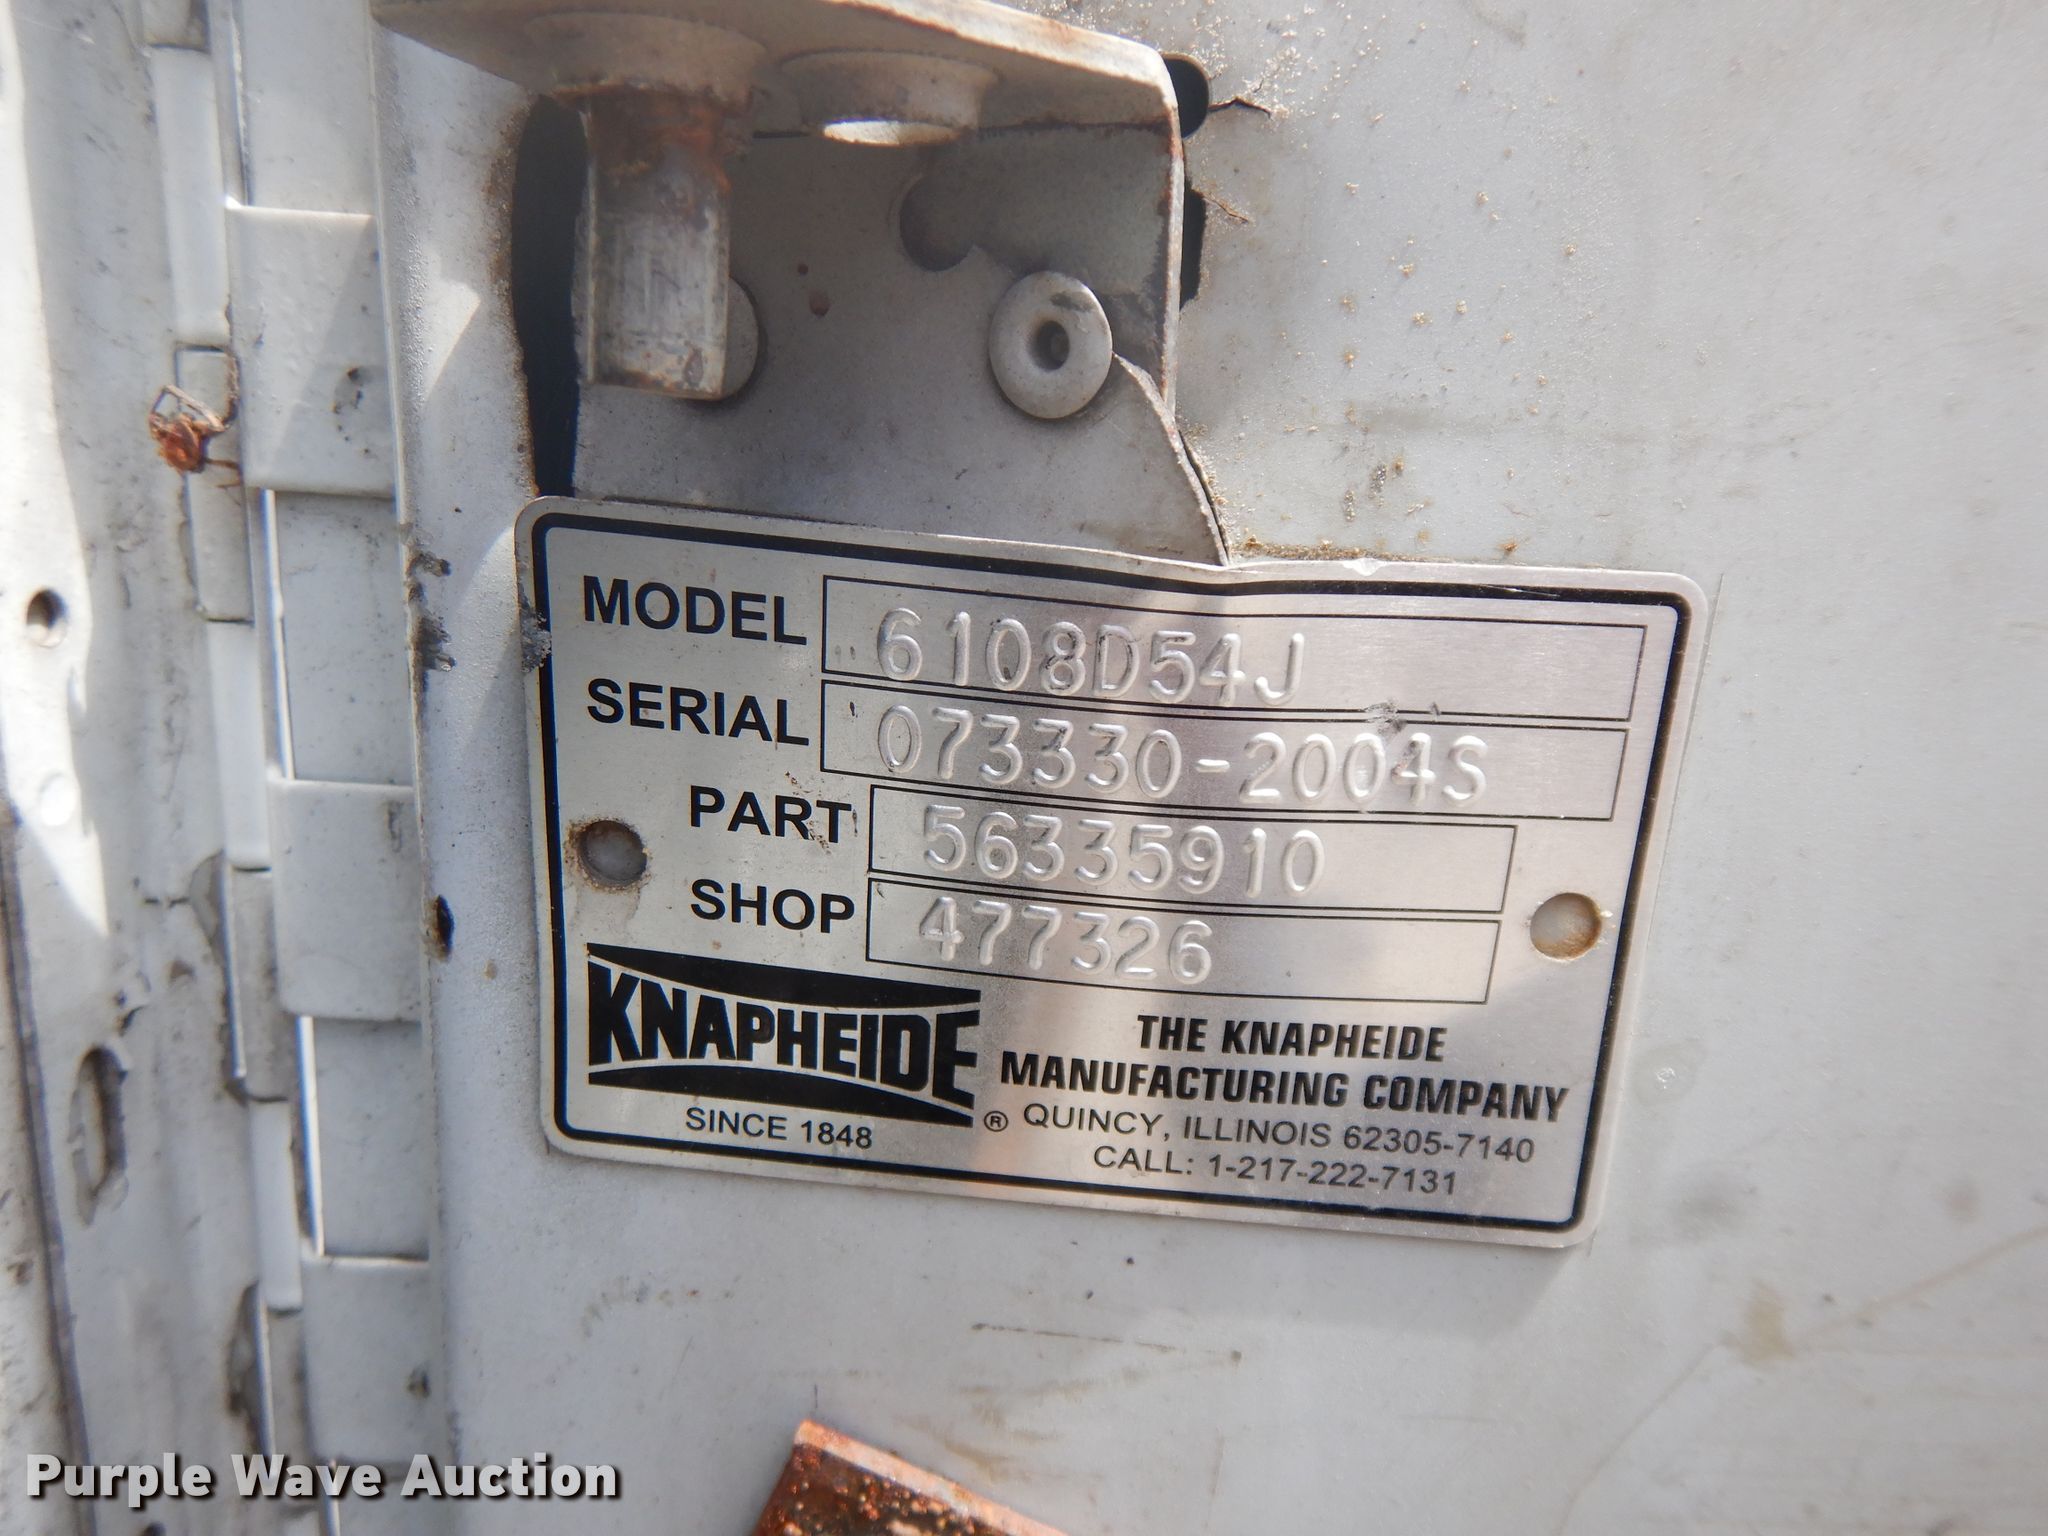 MODEL 6108D54J
SERIAL 073330-2004S
PART 56335910
SHOP 477326
KNAPHEIDE ®
SINCE 1848
THE KNAPHEIDE
MANUFACTURING COMPANY
QUINCY, ILLINOIS 62305-7140
CALL: 1-217-222-7131
Purple Wave Auction